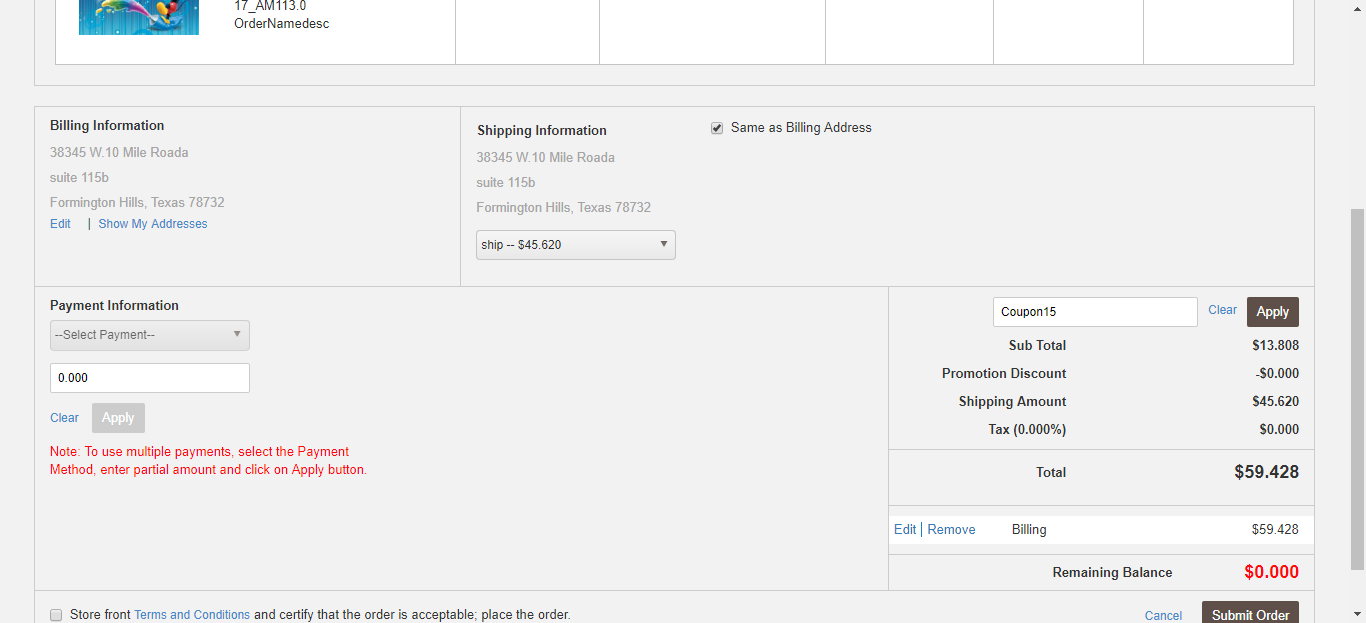 17_AM113.0
OrderNamedesc
Billing Information
38345 W.10 Mile Roada
suite 115b
Formington Hills, Texas 78732
Edit | Show My Addresses
Shipping Information
Same as Billing Address
38345 W.10 Mile Roada
suite 115b
Formington Hills, Texas 78732
ship -- $45.620
Payment Information
--Select Payment--
0.000
Clear Apply
Note: To use multiple payments, select the Payment
Method, enter partial amount and click on Apply button.
Coupon15 Clear Apply
Sub Total $13.808
Promotion Discount -$0.000
Shipping Amount $45.620
Tax (0.000%) $0.000
Total $59.428
Edit | Remove Billing $59.428
Remaining Balance $0.000
Store front Terms and Conditions and certify that the order is acceptable; place the order.
Cancel Submit Order